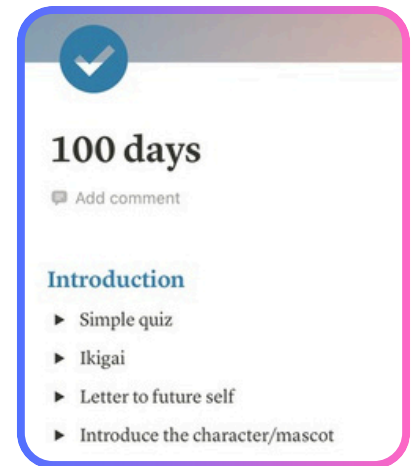 100 days
Add comment
Introduction
Simple quiz
Ikigai
Letter to future self
Introduce the character/mascot